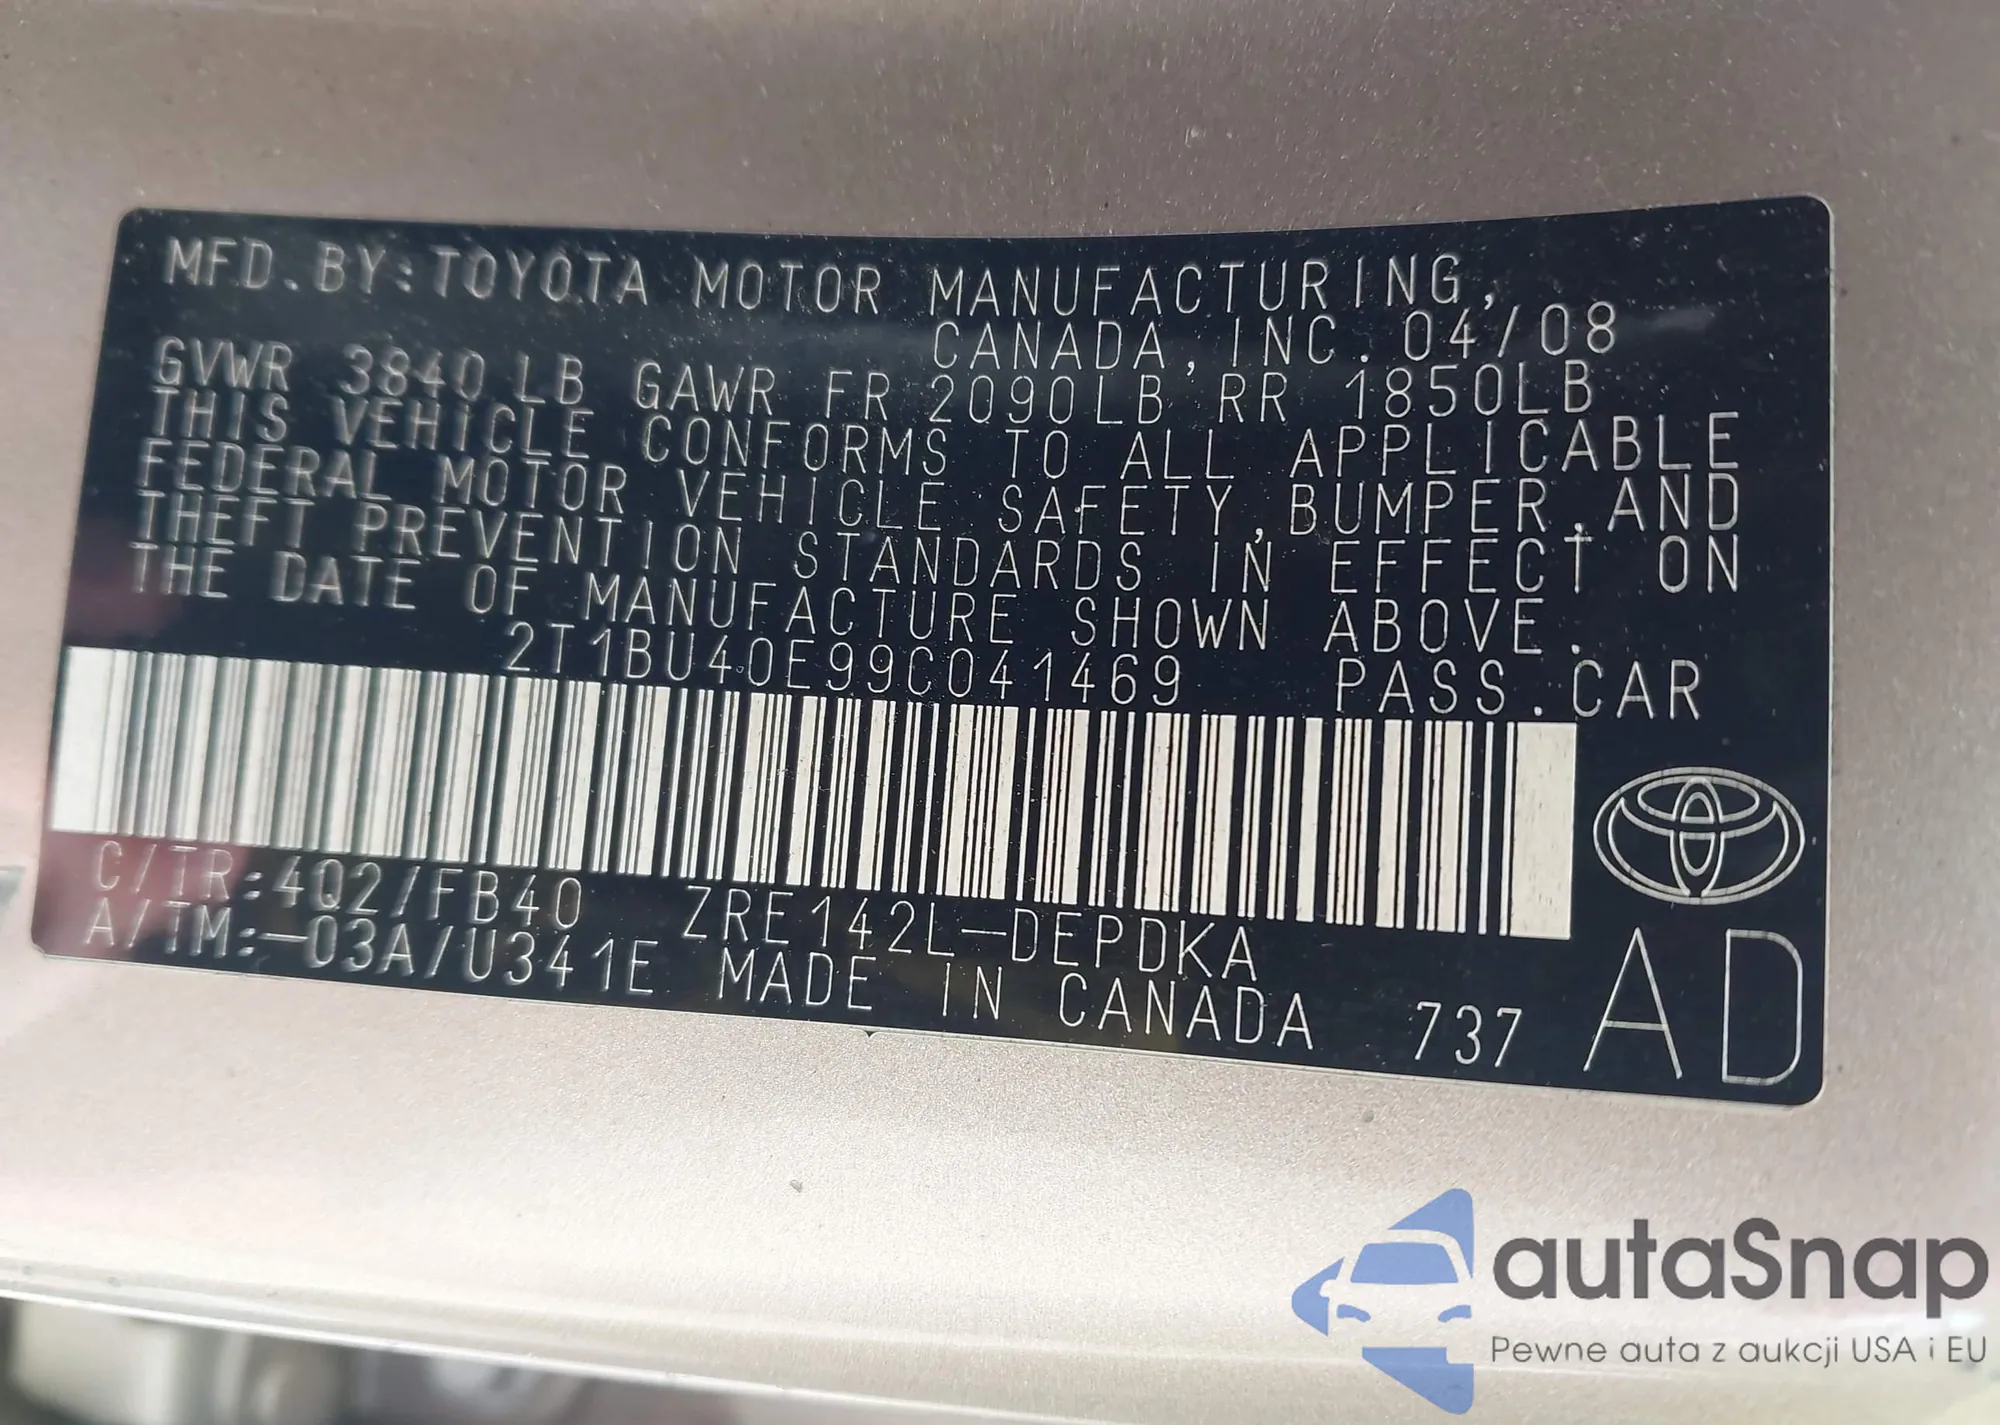 MFD. BY: TOYOTA MOTOR MANUFACTURING,
CANADA, INC. 04/08
GVWR 3840 LB GAWR FR 2090LB RR 1850LB
THIS VEHICLE CONFORMS TO ALL APPLICABLE
FEDERAL MOTOR VEHICLE SAFETY, BUMPER, AND
THEFT PREVENTION STANDARDS IN EFFECT ON
THE DATE OF MANUFACTURE SHOWN ABOVE.
2T1BU40E99C041469 PASS. CAR
C/TR: 4Q2/FB40 ZRE142L-DEPDKA
A/TM: -03A/U341E MADE IN CANADA 737
AD
autaSnap
Pewne auta z aukcji USA i EU